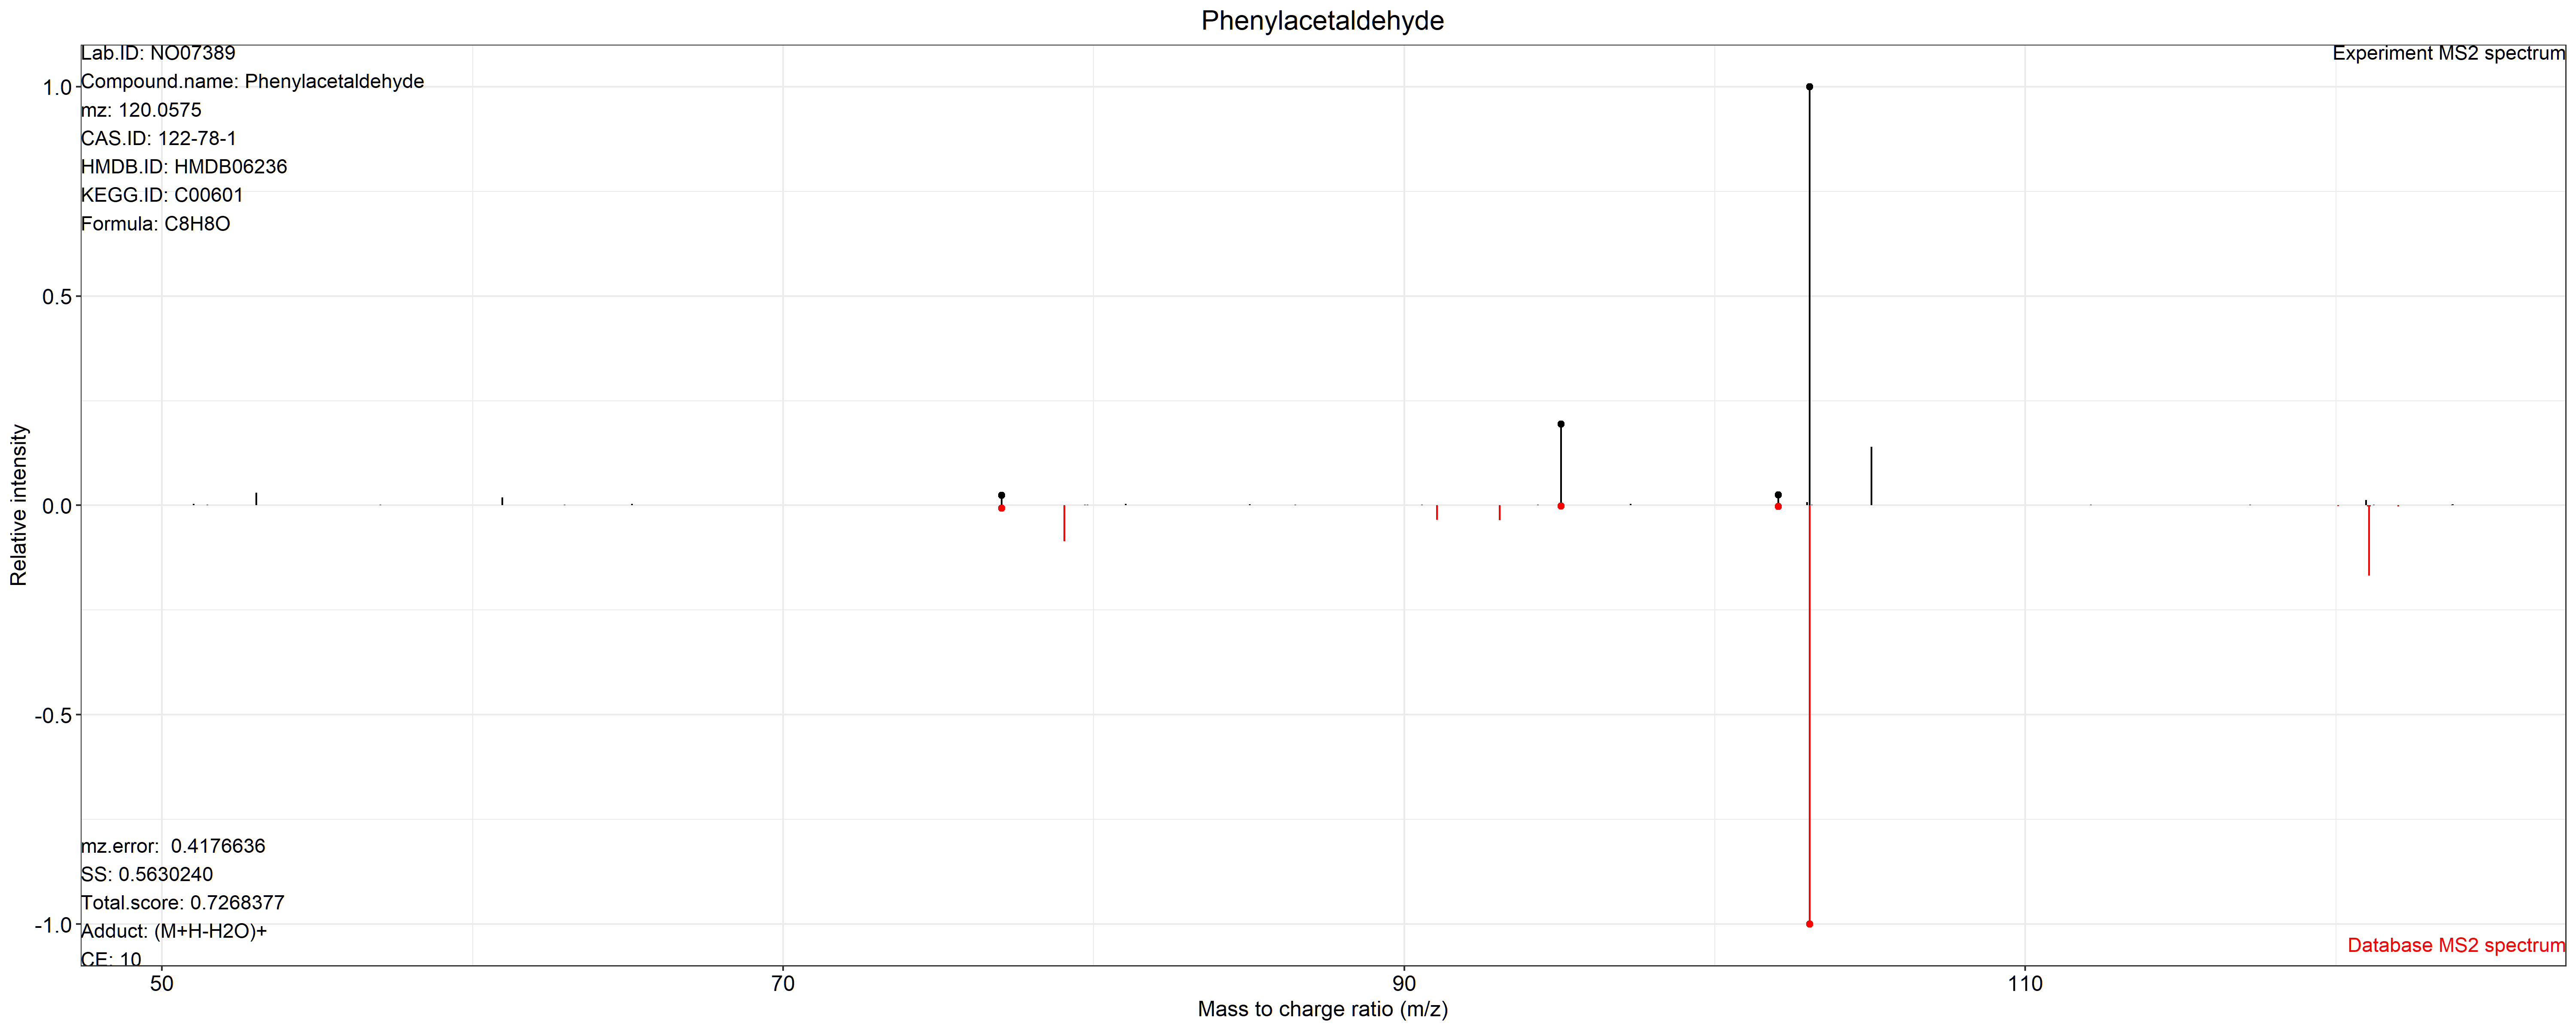 Phenylacetaldehyde
Lab.ID: NO07389
Experiment MS2 spectrum
Compound.name: Phenylacetaldehyde
mz: 120.0575
CAS.ID: 122-78-1
HMDB.ID: HMDB06236
KEGG.ID: C00601
Formula: C8H8O
1.0
0.5
0.0
-0.5
-1.0
Relative intensity
mz.error:  0.4176636
SS: 0.5630240
Total.score: 0.7268377
Adduct: (M+H-H2O)+
CE: 10
Database MS2 spectrum
50
70
90
110
Mass to charge ratio (m/z)